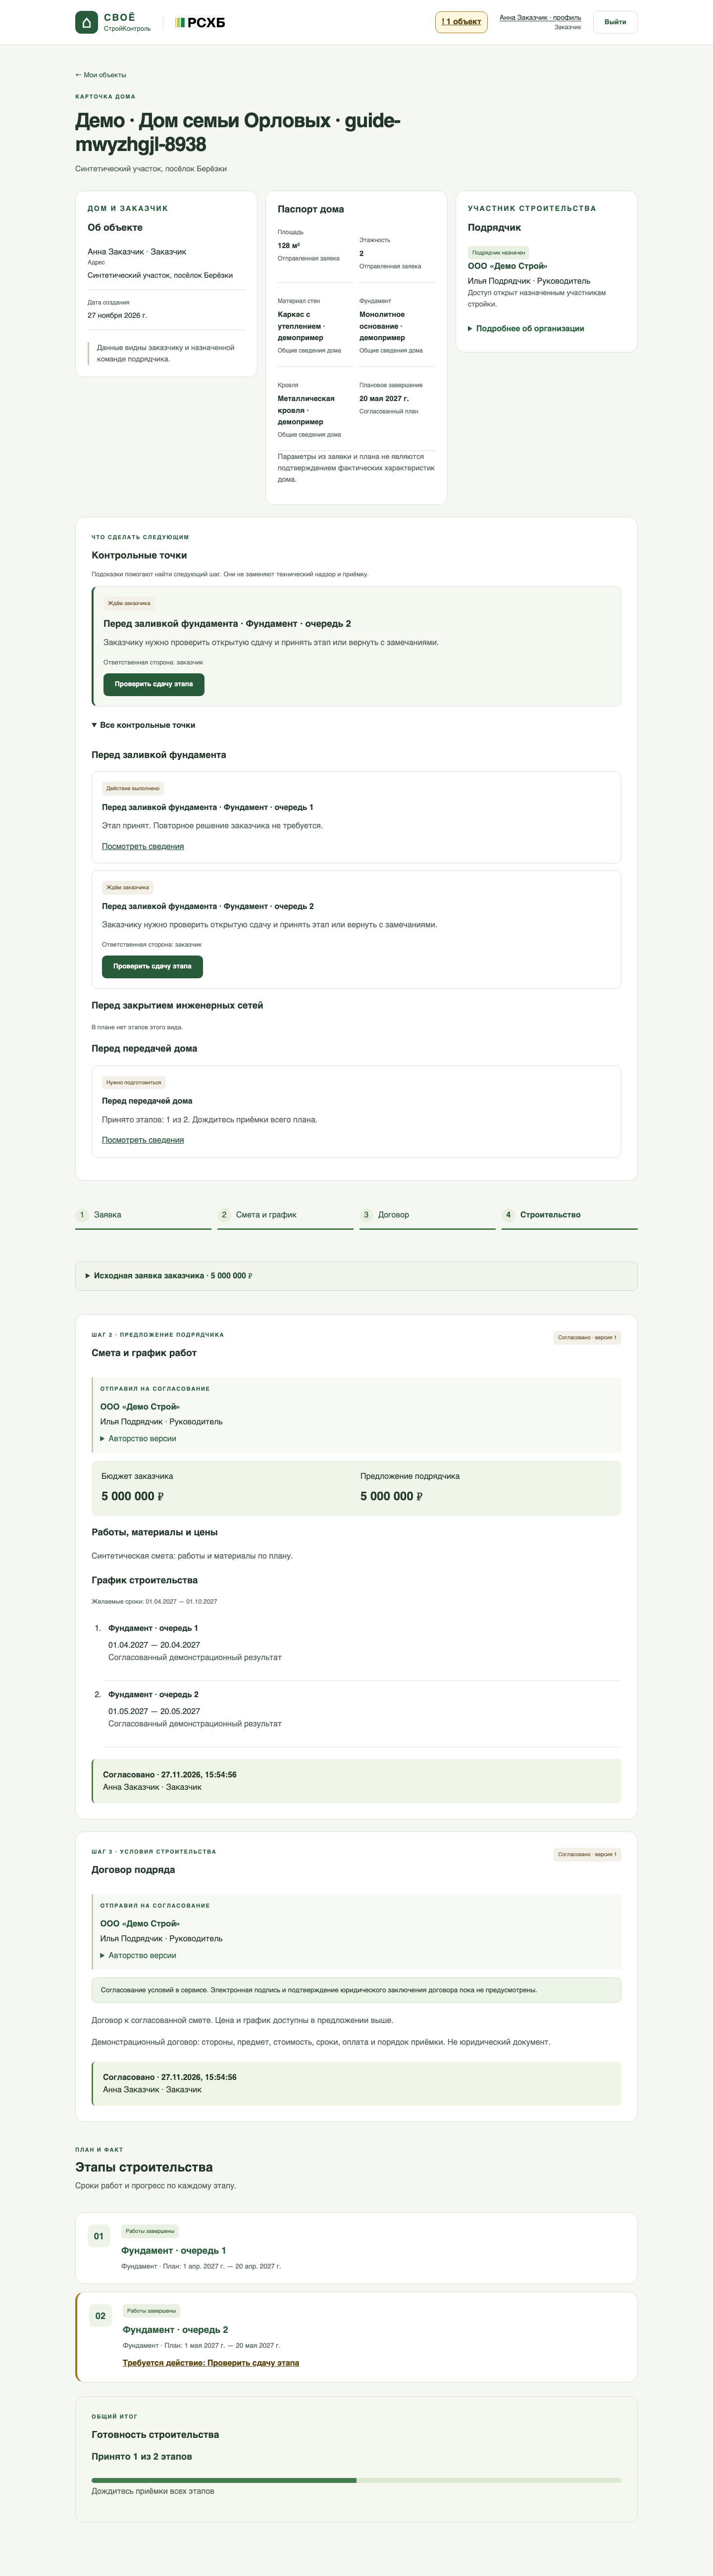 СВОЁ
СтройКонтроль
РСХБ
! 1 объект
Анна Заказчик · профиль
Заказчик
Выйти
← Мои объекты
КАРТОЧКА ДОМА
Демо · Дом семьи Орловых · guide-
mwyzhgjl-8938
Синтетический участок, посёлок Берёзки
ДОМ И ЗАКАЗЧИК
Об объекте
Анна Заказчик · Заказчик
Адрес
Синтетический участок, посёлок Берёзки
Дата создания
27 ноября 2026 г.
Данные видны заказчику и назначенной
команде подрядчика.
Паспорт дома
Площадь
128 м²
Отправленная заявка
Этажность
2
Отправленная заявка
Материал стен
Каркас с
утеплением ·
демопример
Общие сведения дома
Фундамент
Монолитное
основание ·
демопример
Общие сведения дома
Кровля
Металлическая
кровля ·
демопример
Общие сведения дома
Плановое завершение
20 мая 2027 г.
Согласованный план
Параметры из заявки и плана не являются
подтверждением фактических характеристик
дома.
УЧАСТНИК СТРОИТЕЛЬСТВА
Подрядчик
Подрядчик назначен
ООО «Демо Строй»
Илья Подрядчик · Руководитель
Доступ открыт назначенным участникам
стройки.
▶ Подробнее об организации
ЧТО СДЕЛАТЬ СЛЕДУЮЩИМ
Контрольные точки
Подсказки помогают найти следующий шаг. Они не заменяют технический надзор и приёмку.
Ждём заказчика
Перед заливкой фундамента · Фундамент · очередь 2
Заказчику нужно проверить открытую сдачу и принять этап или вернуть с замечаниями.
Ответственная сторона: заказчик
Проверить сдачу этапа
▼ Все контрольные точки
Перед заливкой фундамента
Действие выполнено
Перед заливкой фундамента · Фундамент · очередь 1
Этап принят. Повторное решение заказчика не требуется.
Посмотреть сведения
Ждём заказчика
Перед заливкой фундамента · Фундамент · очередь 2
Заказчику нужно проверить открытую сдачу и принять этап или вернуть с замечаниями.
Ответственная сторона: заказчик
Проверить сдачу этапа
Перед закрытием инженерных сетей
В плане нет этапов этого вида.
Перед передачей дома
Нужно подготовиться
Перед передачей дома
Принято этапов: 1 из 2. Дождитесь приёмки всего плана.
Посмотреть сведения
1 Заявка
2 Смета и график
3 Договор
4 Строительство
▶ Исходная заявка заказчика · 5 000 000 ₽
ШАГ 2 · ПРЕДЛОЖЕНИЕ ПОДРЯДЧИКА
Согласовано · версия 1
Смета и график работ
ОТПРАВИЛ НА СОГЛАСОВАНИЕ
ООО «Демо Строй»
Илья Подрядчик · Руководитель
▶ Авторство версии
Бюджет заказчика
5 000 000 ₽
Предложение подрядчика
5 000 000 ₽
Работы, материалы и цены
Синтетическая смета: работы и материалы по плану.
График строительства
Желаемые сроки: 01.04.2027 — 01.10.2027
1. Фундамент · очередь 1
01.04.2027 — 20.04.2027
Согласованный демонстрационный результат
2. Фундамент · очередь 2
01.05.2027 — 20.05.2027
Согласованный демонстрационный результат
Согласовано · 27.11.2026, 15:54:56
Анна Заказчик · Заказчик
ШАГ 3 · УСЛОВИЯ СТРОИТЕЛЬСТВА
Согласовано · версия 1
Договор подряда
ОТПРАВИЛ НА СОГЛАСОВАНИЕ
ООО «Демо Строй»
Илья Подрядчик · Руководитель
▶ Авторство версии
Согласование условий в сервисе. Электронная подпись и подтверждение юридического заключения договора пока не предусмотрены.
Договор к согласованной смете. Цена и график доступны в предложении выше.
Демонстрационный договор: стороны, предмет, стоимость, сроки, оплата и порядок приёмки. Не юридический документ.
Согласовано · 27.11.2026, 15:54:56
Анна Заказчик · Заказчик
ПЛАН И ФАКТ
Этапы строительства
Сроки работ и прогресс по каждому этапу.
01
Работы завершены
Фундамент · очередь 1
Фундамент · План: 1 апр. 2027 г. — 20 апр. 2027 г.
02
Работы завершены
Фундамент · очередь 2
Фундамент · План: 1 мая 2027 г. — 20 мая 2027 г.
Требуется действие: Проверить сдачу этапа
ОБЩИЙ ИТОГ
Готовность строительства
Принято 1 из 2 этапов
Дождитесь приёмки всех этапов